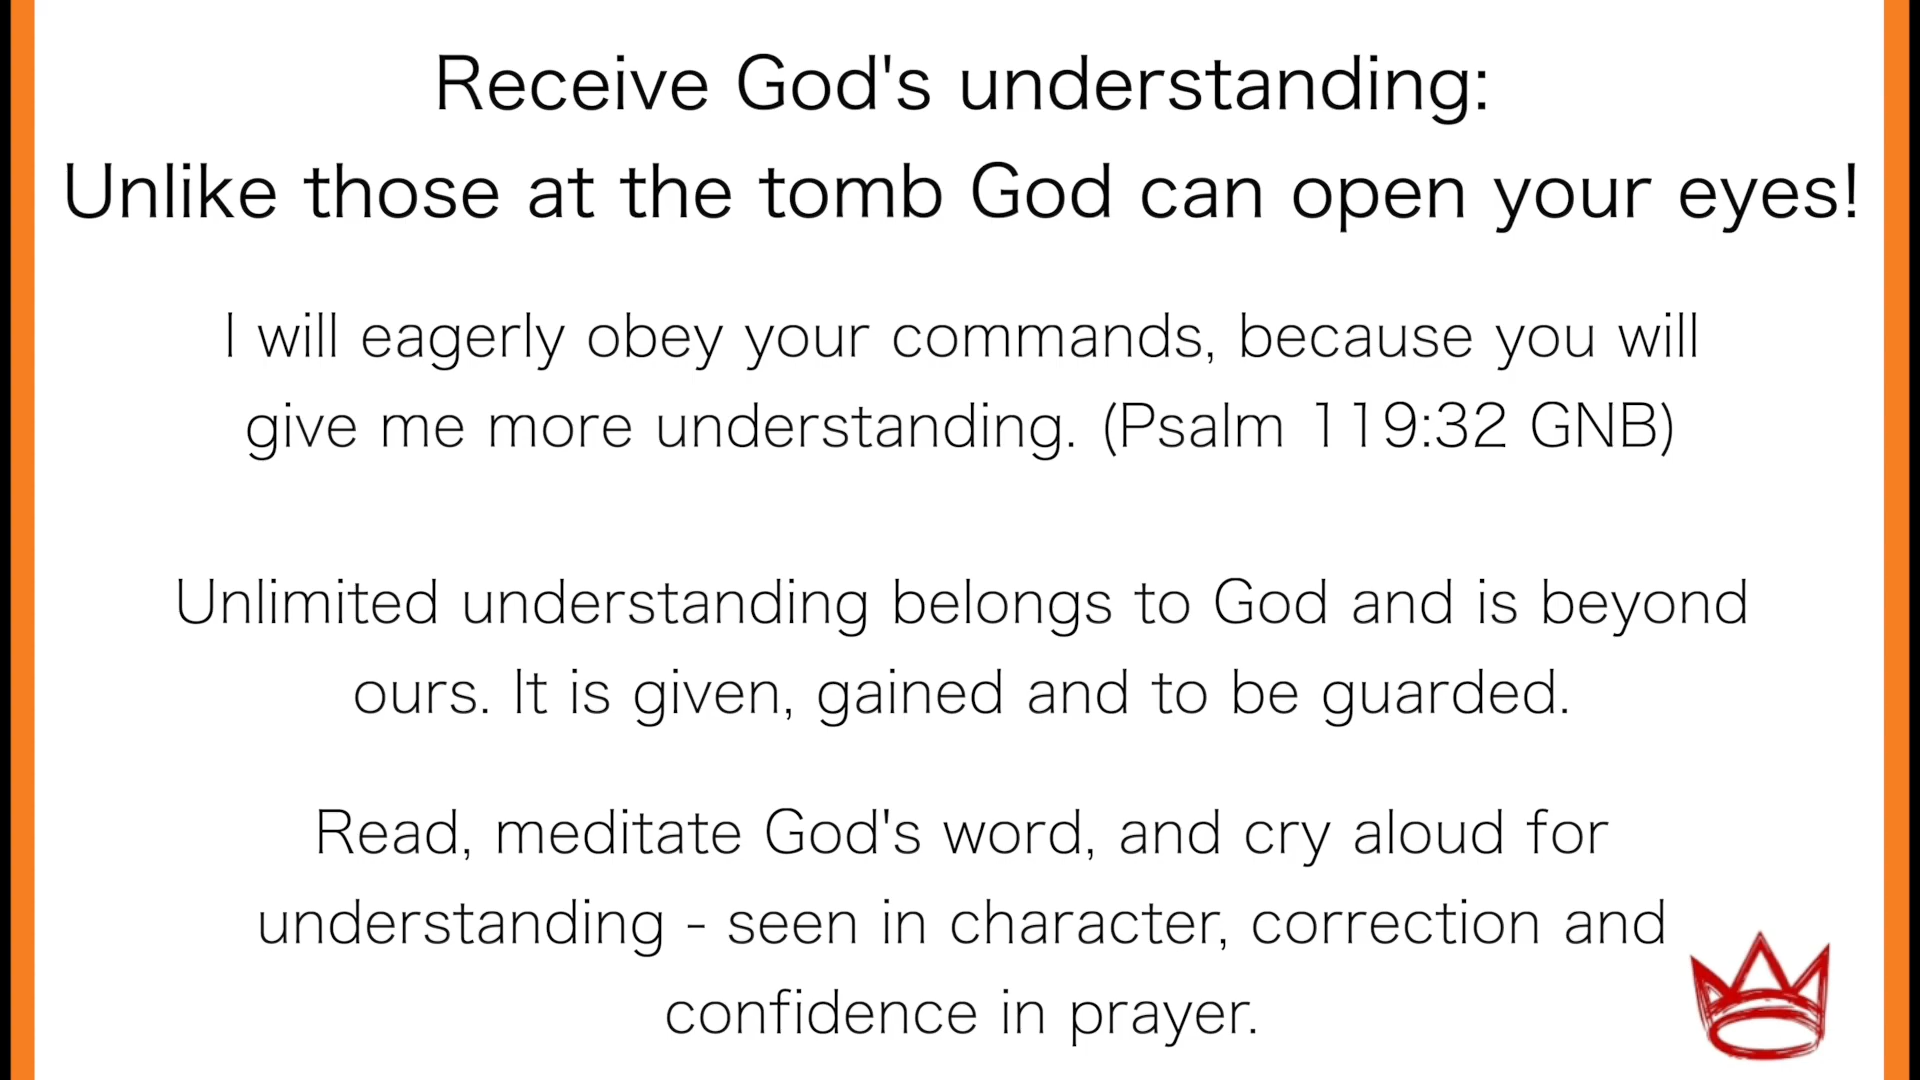 Receive God's understanding:
Unlike those at the tomb God can open your eyes!
I will eagerly obey your commands, because you will
give me more understanding. (Psalm 119:32 GNB)
Unlimited understanding belongs to God and is beyond
ours. It is given, gained and to be guarded.
Read, meditate God's word, and cry aloud for
understanding - seen in character, correction and
confidence in prayer.